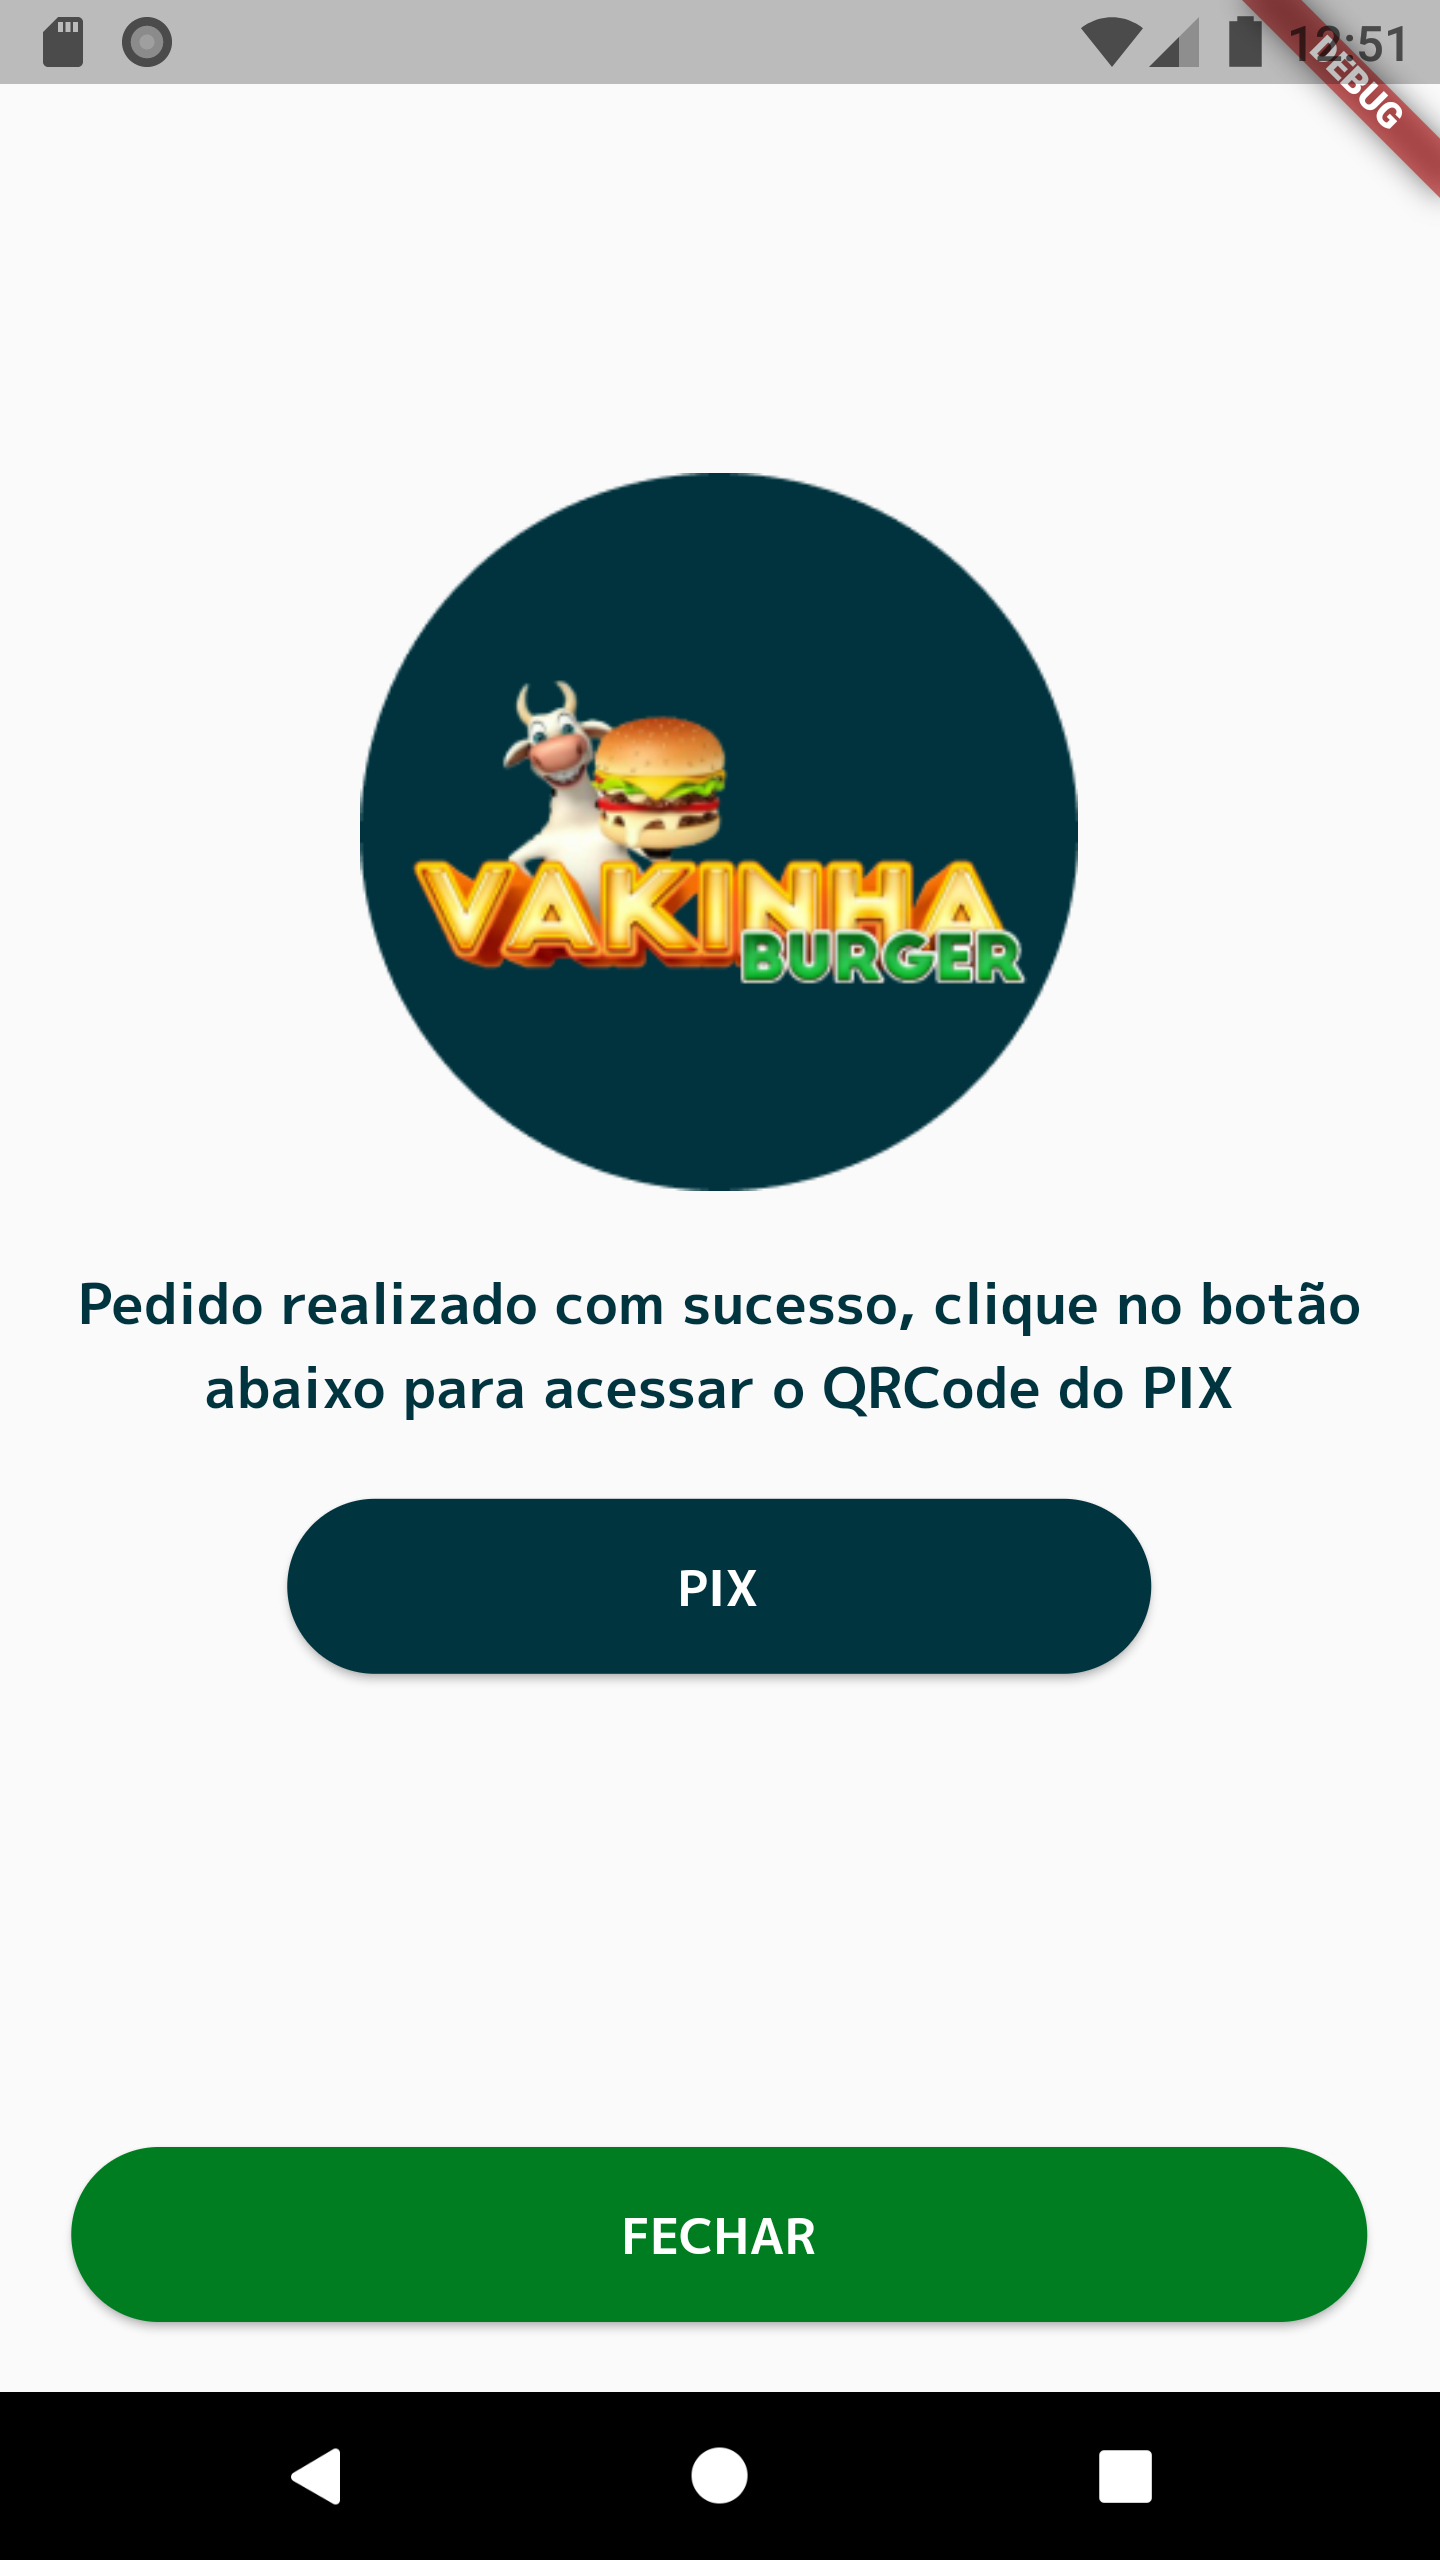 12:51
DEBUG
VAKINHA
BURGER
Pedido realizado com sucesso, clique no botão
abaixo para acessar o QRCode do PIX
PIX
FECHAR